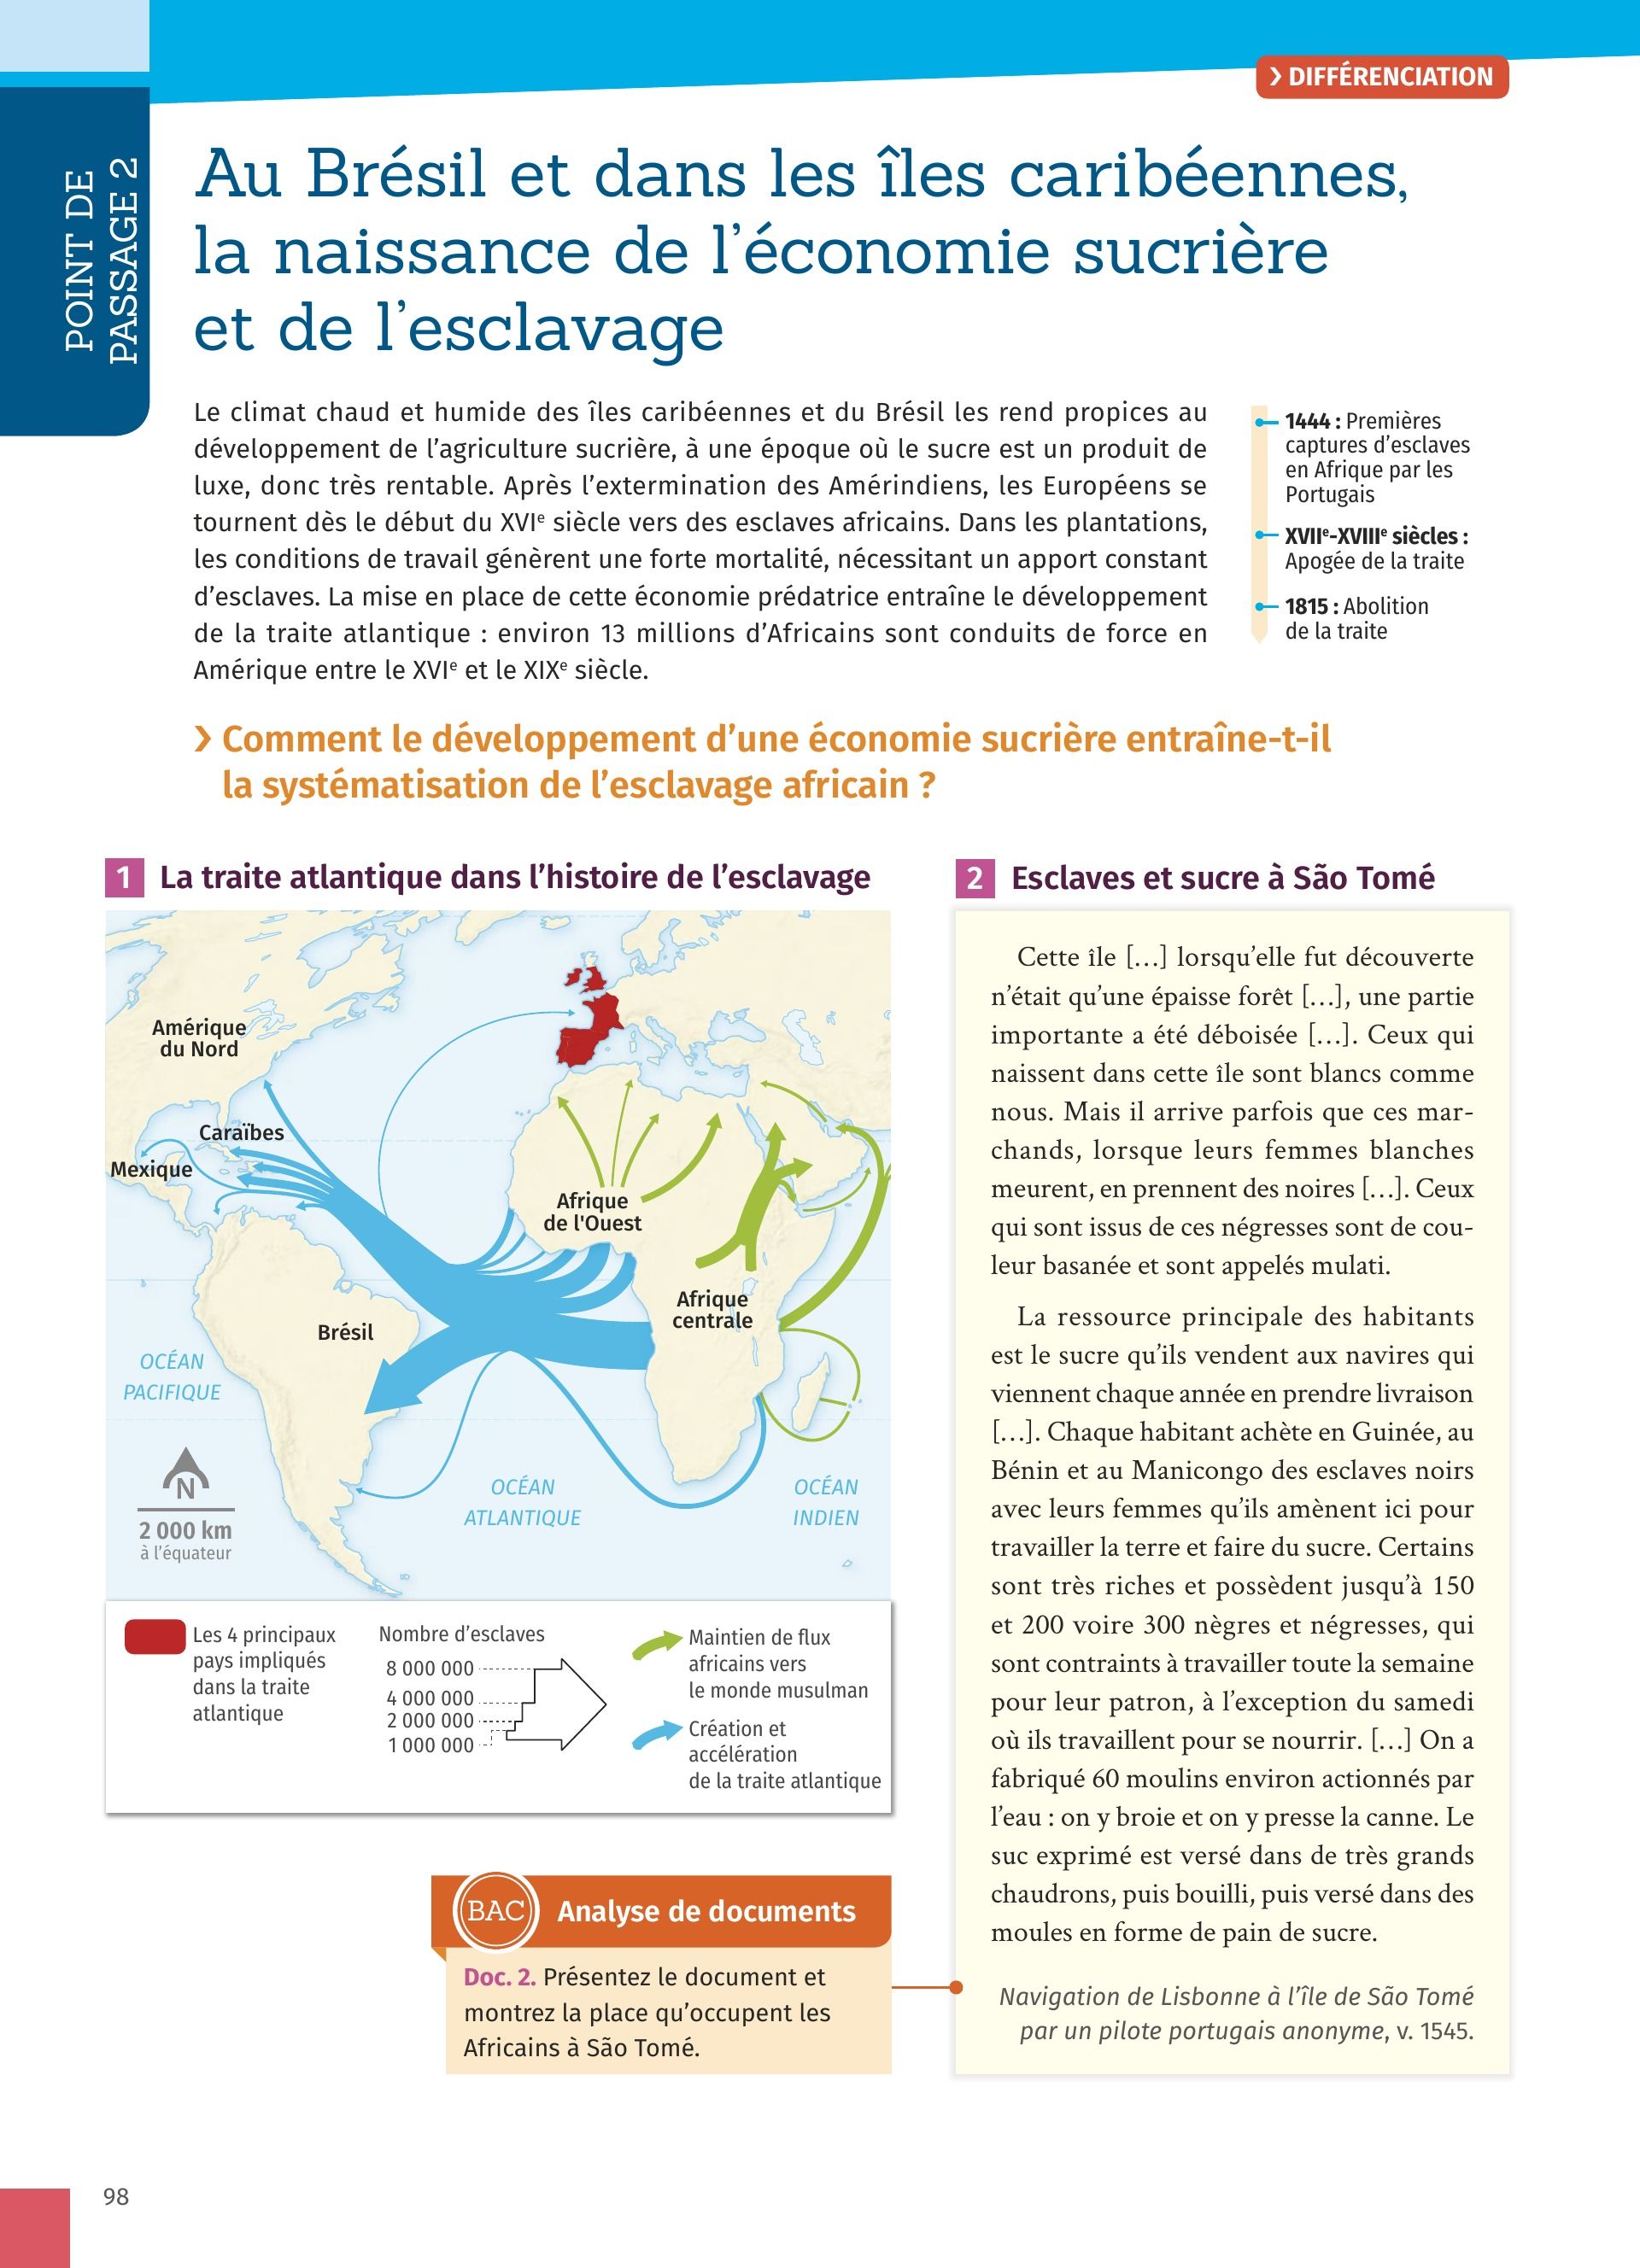 › DIFFÉRENCIATION
POINT DE
PASSAGE 2
Au Brésil et dans les îles caribéennes,
la naissance de l’économie sucrière
et de l’esclavage
Le climat chaud et humide des îles caribéennes et du Brésil les rend propices au
développement de l’agriculture sucrière, à une époque où le sucre est un produit de
luxe, donc très rentable. Après l’extermination des Amérindiens, les Européens se
tournent dès le début du XVIe siècle vers des esclaves africains. Dans les plantations,
les conditions de travail génèrent une forte mortalité, nécessitant un apport constant
d’esclaves. La mise en place de cette économie prédatrice entraîne le développement
de la traite atlantique : environ 13 millions d’Africains sont conduits de force en
Amérique entre le XVIe et le XIXe siècle.
1444 : Premières
captures d’esclaves
en Afrique par les
Portugais
XVIIe-XVIIIe siècles :
Apogée de la traite
1815 : Abolition
de la traite
› Comment le développement d’une économie sucrière entraîne-t-il
la systématisation de l’esclavage africain ?
1 La traite atlantique dans l’histoire de l’esclavage
Amérique
du Nord
Caraïbes
Mexique
Afrique
de l'Ouest
Afrique
centrale
Brésil
OCÉAN
PACIFIQUE
OCÉAN
ATLANTIQUE
OCÉAN
INDIEN
N
2 000 km
à l’équateur
Les 4 principaux
pays impliqués
dans la traite
atlantique
Nombre d’esclaves
8 000 000
4 000 000
2 000 000
1 000 000
Maintien de flux
africains vers
le monde musulman
Création et
accélération
de la traite atlantique
BAC Analyse de documents
Doc. 2. Présentez le document et
montrez la place qu’occupent les
Africains à São Tomé.
2 Esclaves et sucre à São Tomé
Cette île […] lorsqu’elle fut découverte
n’était qu’une épaisse forêt […], une partie
importante a été déboisée […]. Ceux qui
naissent dans cette île sont blancs comme
nous. Mais il arrive parfois que ces mar-
chands, lorsque leurs femmes blanches
meurent, en prennent des noires […]. Ceux
qui sont issus de ces négresses sont de cou-
leur basanée et sont appelés mulati.
La ressource principale des habitants
est le sucre qu’ils vendent aux navires qui
viennent chaque année en prendre livraison
[…]. Chaque habitant achète en Guinée, au
Bénin et au Manicongo des esclaves noirs
avec leurs femmes qu’ils amènent ici pour
travailler la terre et faire du sucre. Certains
sont très riches et possèdent jusqu’à 150
et 200 voire 300 nègres et négresses, qui
sont contraints à travailler toute la semaine
pour leur patron, à l’exception du samedi
où ils travaillent pour se nourrir. […] On a
fabriqué 60 moulins environ actionnés par
l’eau : on y broie et on y presse la canne. Le
suc exprimé est versé dans de très grands
chaudrons, puis bouilli, puis versé dans des
moules en forme de pain de sucre.
Navigation de Lisbonne à l’île de São Tomé
par un pilote portugais anonyme, v. 1545.
98